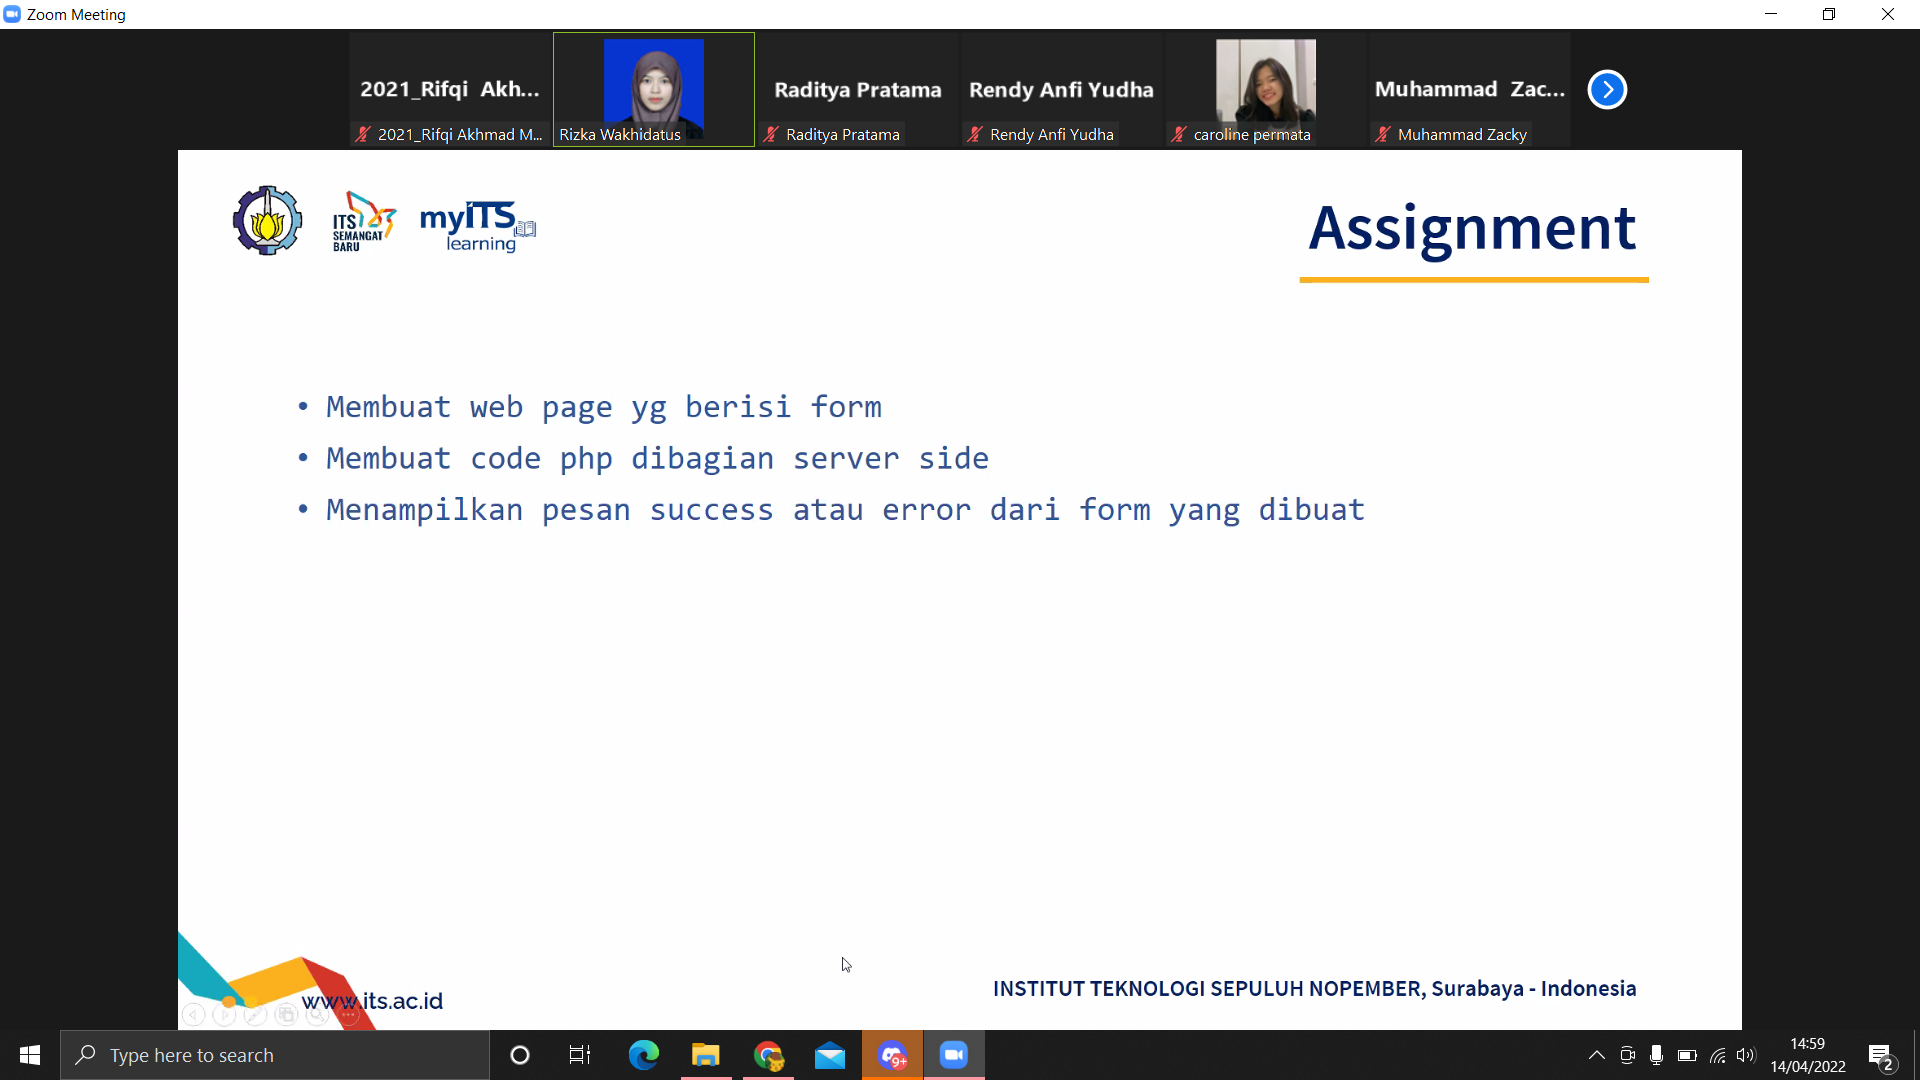 Zoom Meeting
2021_Rifqi Akh...
Raditya Pratama
Rendy Anfi Yudha
Muhammad Zac...
2021_Rifqi Akhmad M...
Rizka Wakhidatus
Raditya Pratama
Rendy Anfi Yudha
caroline permata
Muhammad Zacky
ITS
SEMANGAT
BARU
myITS
learning
Assignment
• Membuat web page yg berisi form
• Membuat code php dibagian server side
• Menampilkan pesan success atau error dari form yang dibuat
www.its.ac.id
INSTITUT TEKNOLOGI SEPULUH NOPEMBER, Surabaya - Indonesia
Type here to search
9+
14:59
14/04/2022
2